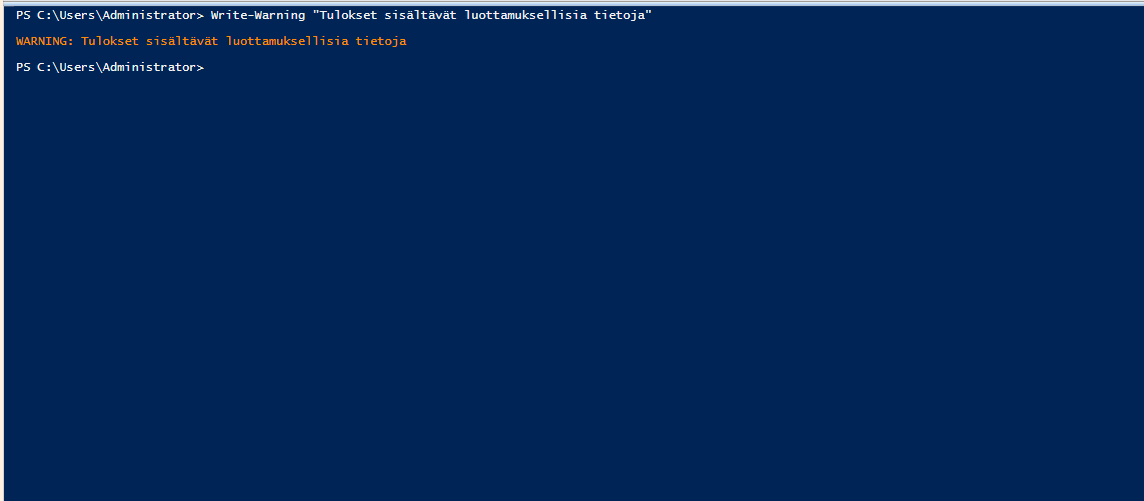 PS C:\Users\Administrator> Write-Warning "Tulokset sisältävät luottamuksellisia tietoja"
WARNING: Tulokset sisältävät luottamuksellisia tietoja
PS C:\Users\Administrator>